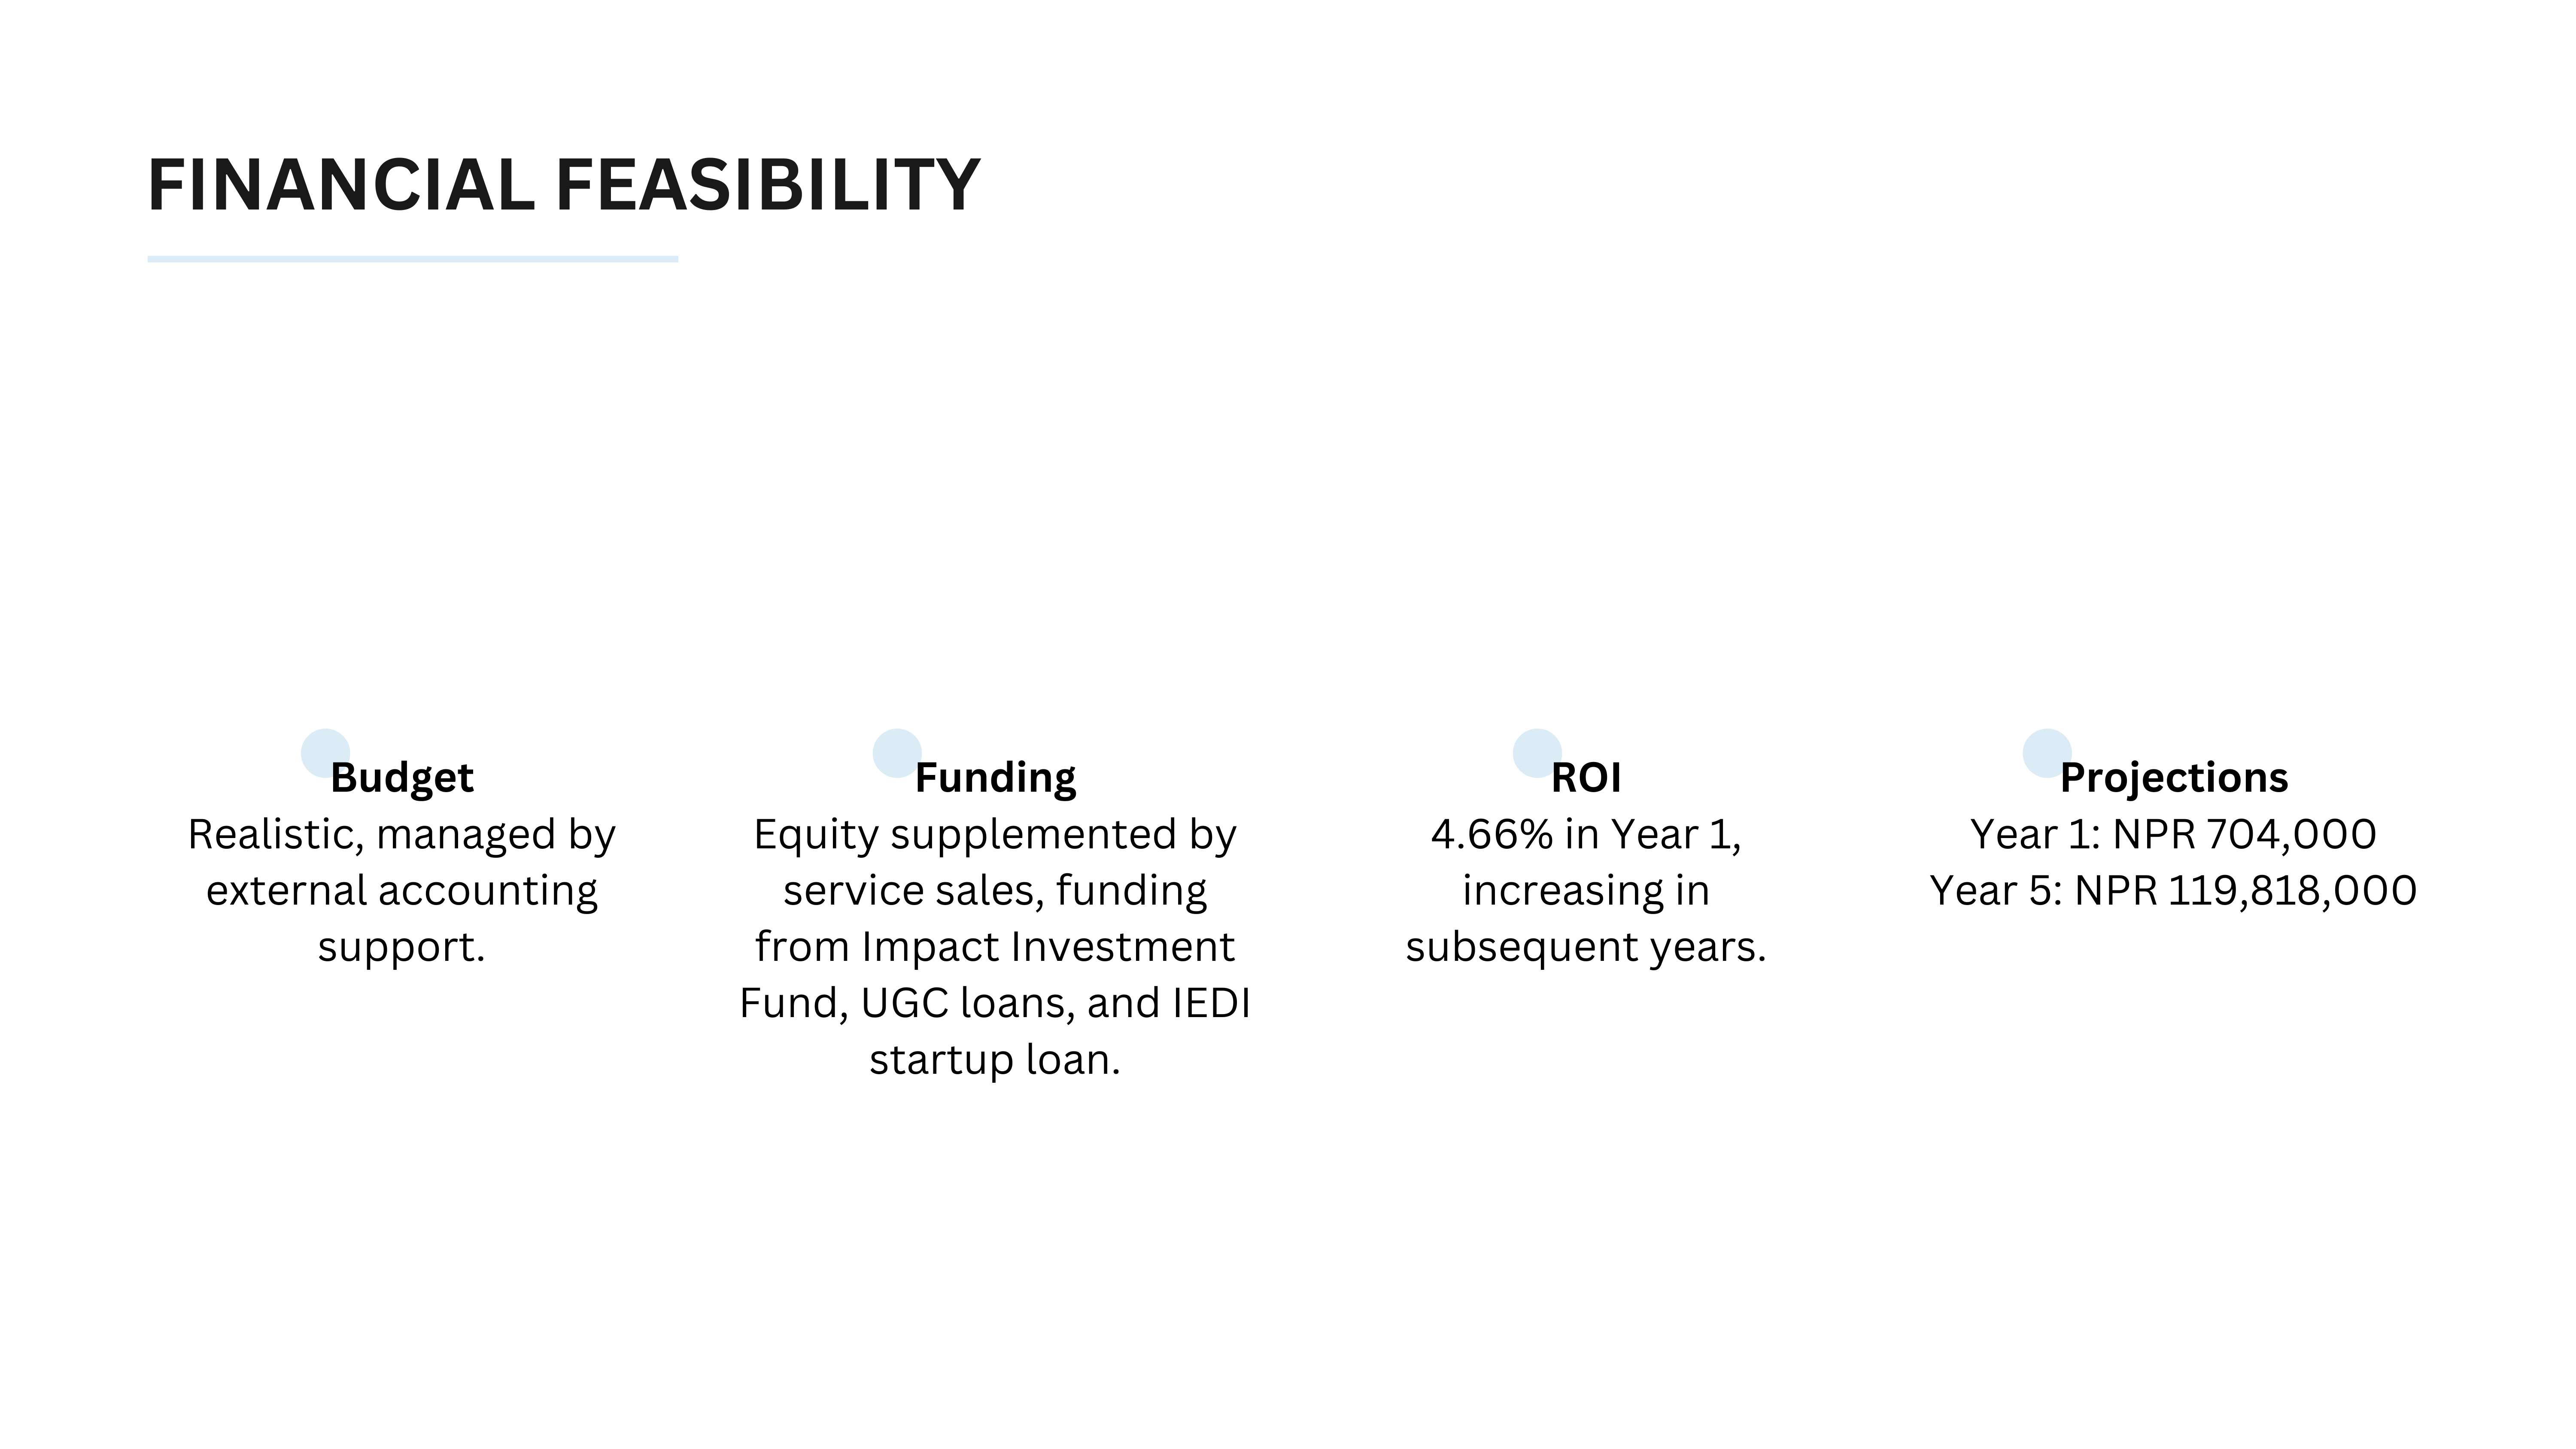 FINANCIAL FEASIBILITY
Budget
Realistic, managed by
external accounting
support.
Funding
Equity supplemented by
service sales, funding
from Impact Investment
Fund, UGC loans, and IEDI
startup loan.
ROI
4.66% in Year 1,
increasing in
subsequent years.
Projections
Year 1: NPR 704,000
Year 5: NPR 119,818,000